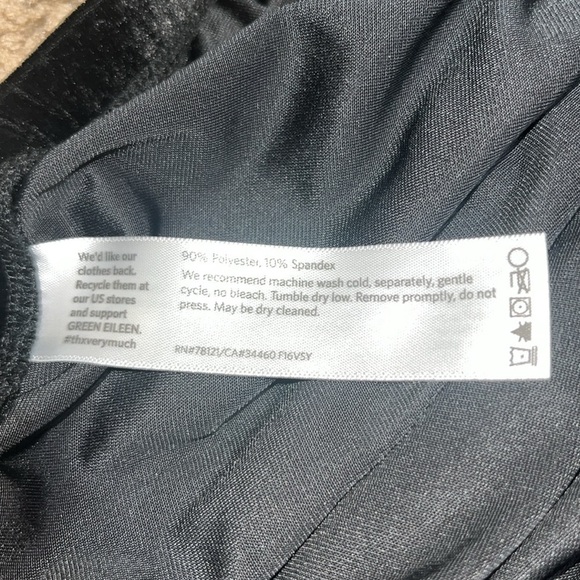 We'd like our
clothes back.
Recycle them at
our US stores
and support
GREEN EILEEN.
#thxverymuch
90% Polyester, 10% Spandex
We recommend machine wash cold, separately, gentle
cycle, no bleach. Tumble dry low. Remove promptly, do not
press. May be dry cleaned.
RN#78121/CA#34460 F16VSY